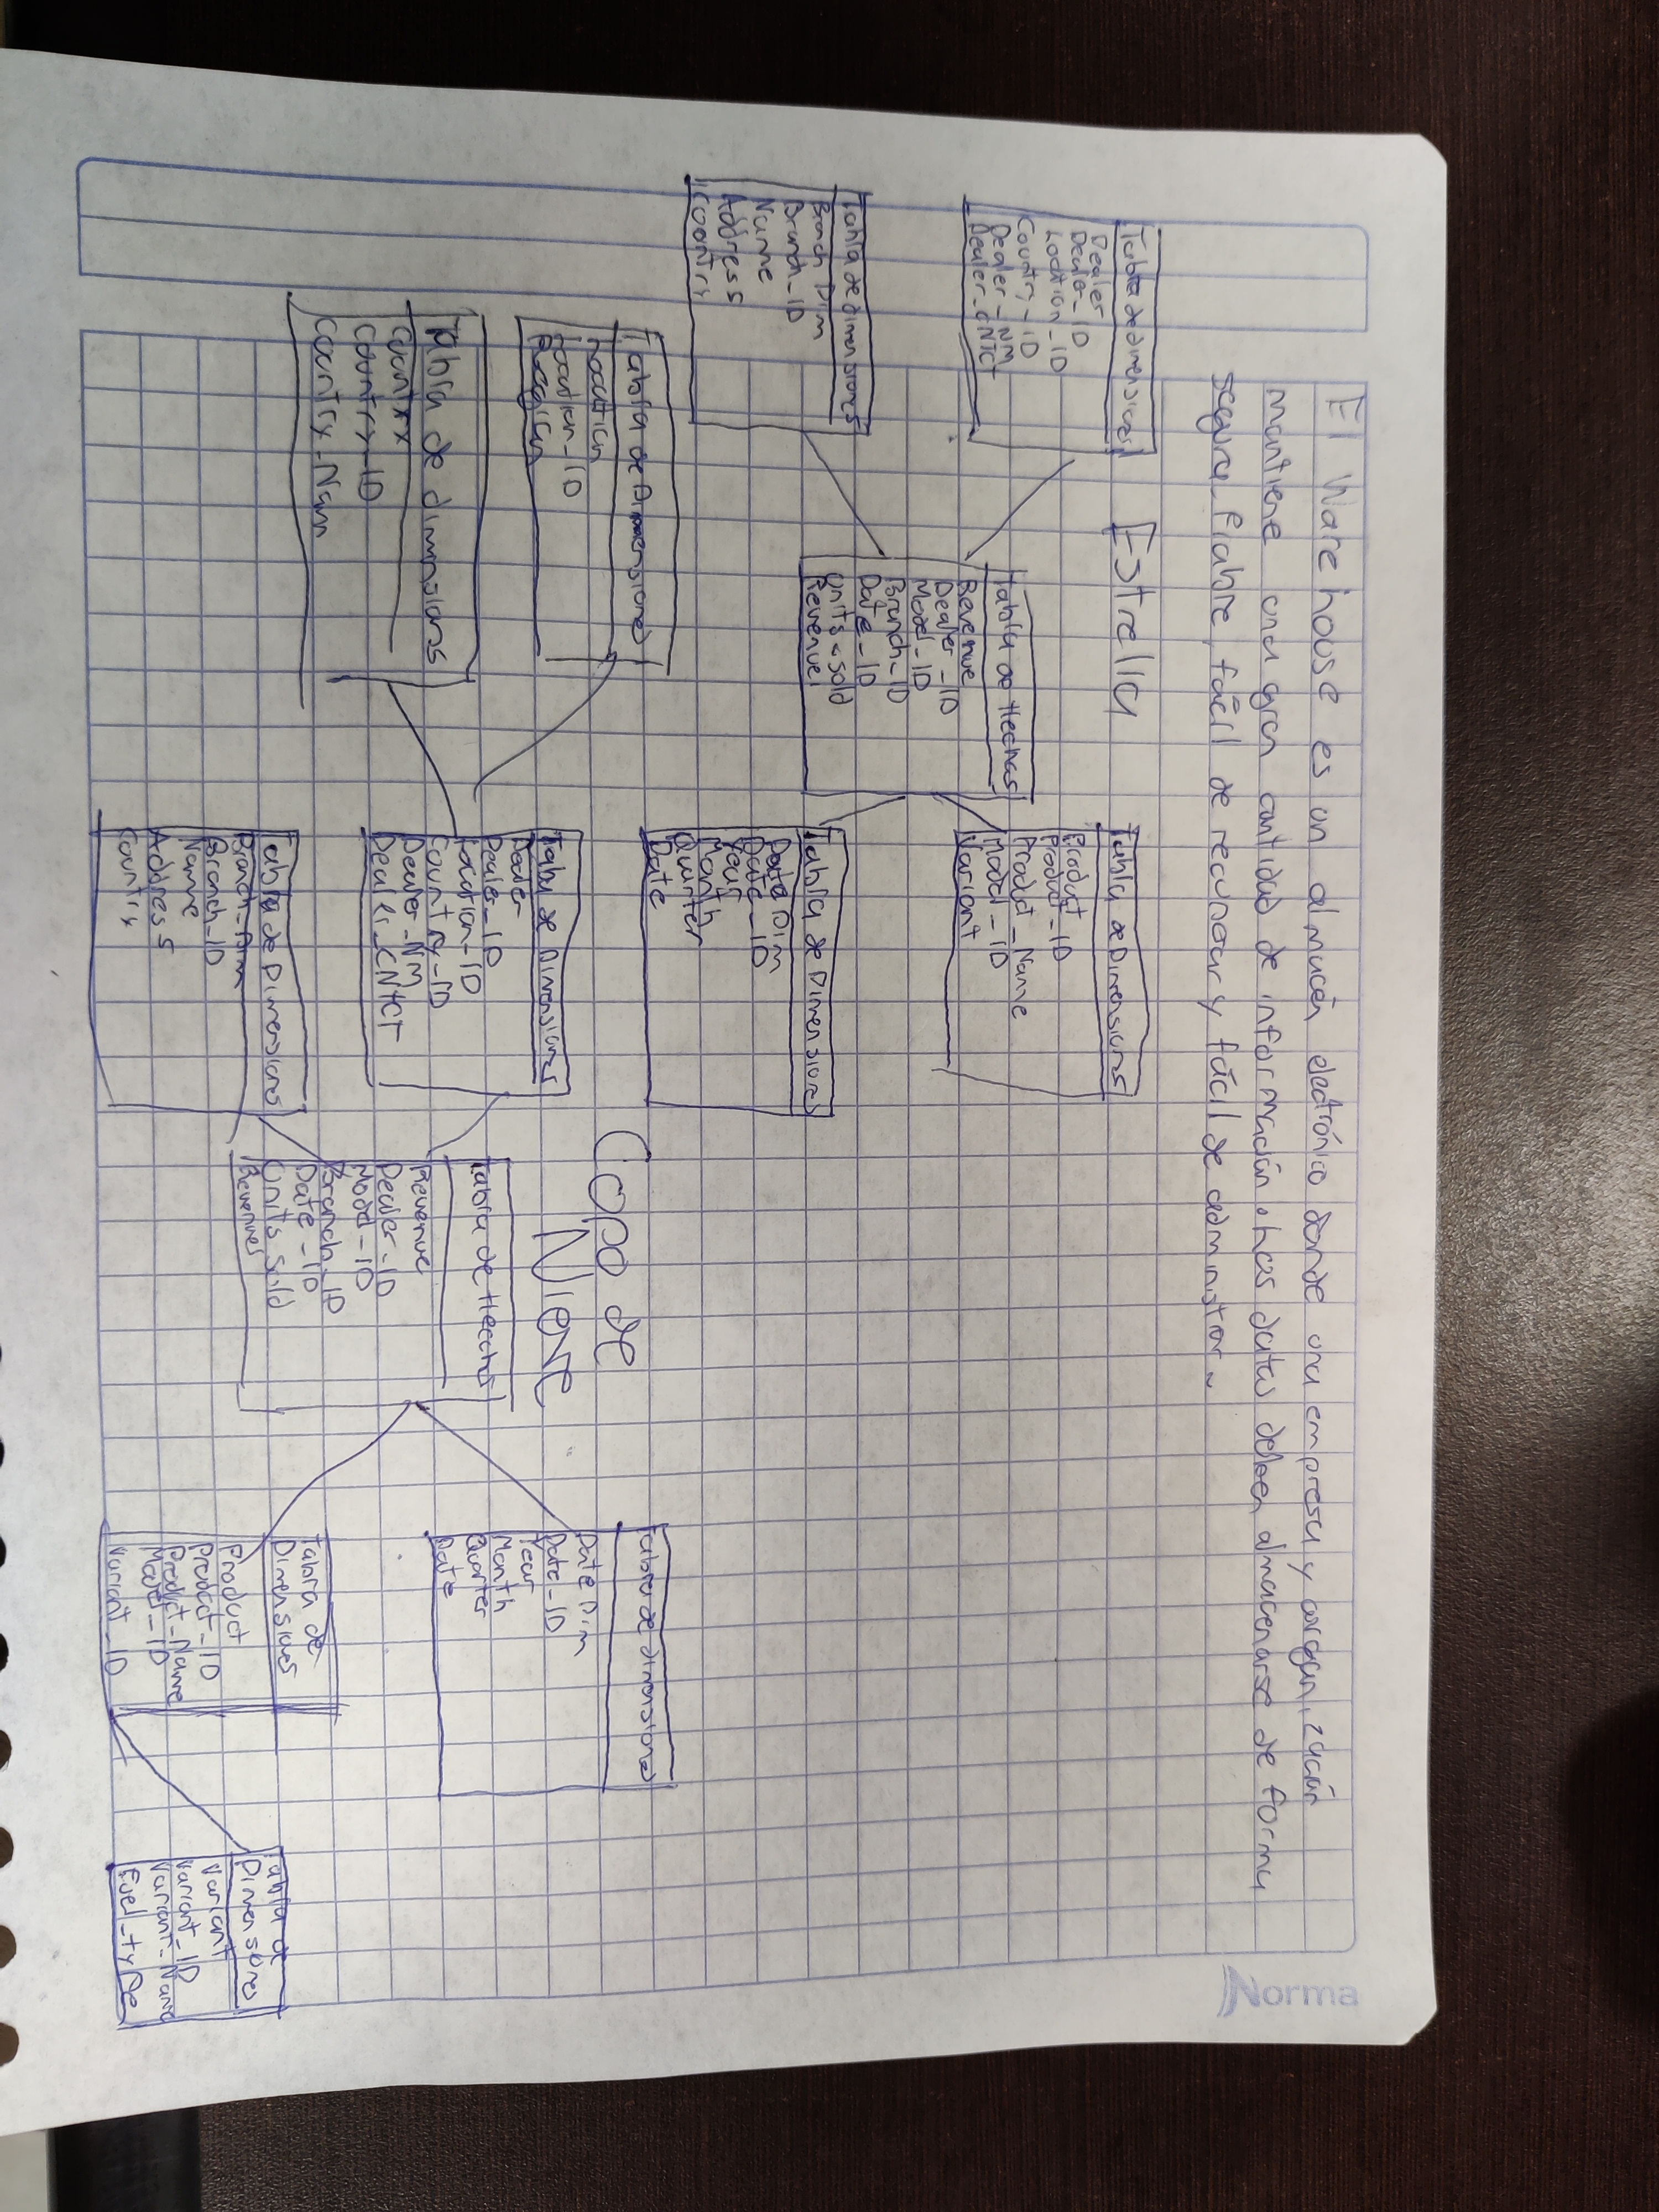 El Warehouse es un almacén electrónico donde una empresa y organización
mantiene una gran cantidad de información. Los datos deben almacenarse de forma
segura, fiable, fácil de recuperar y fácil de administrar.
Estrella
Tabla de dimensiones
Dealer
Dealer_ID
Location_ID
Country_ID
Dealer_NM
Dealer_CNTCT
Tabla de dimensiones
Branch Dim
Branch_ID
Name
Address
Country
Tabla de Hechos
Revenue
Dealer_ID
Model_ID
Branch_ID
Date_ID
Units Sold
Revenue
Tabla de Dimensions
Product
Product_ID
Product_Name
Model_ID
Variant
Tabla de Dimensiones
Date Dim
Date_ID
Year
Month
Quarter
Date
Copo de
Nieve
Tabla de Dimensiones
Location
Location_ID
Region
Tabla de dimnsions
Country
Country_ID
Country_Nam
Tabla de Dimensiones
Dealer
Dealer_ID
Location_ID
Country_ID
Dealer_NM
Dealer_CNTCT
Tabla de Dimensiones
Branch_Dim
Branch_ID
Name
Address
Country
Tabla de Hechos
Revenue
Dealer_ID
Model_ID
Branch_ID
Date_ID
Units Sold
Revenues
Tabla de dimensiones
Date Dim
Date_ID
Year
Month
Quarter
Date
Tabla de
Dimensiones
Product
Product_ID
Product_Name
Model_ID
Variant_ID
Tabla de
Dimensiones
Variant
Variant_ID
Variant_Name
Fuel_Type
Norma